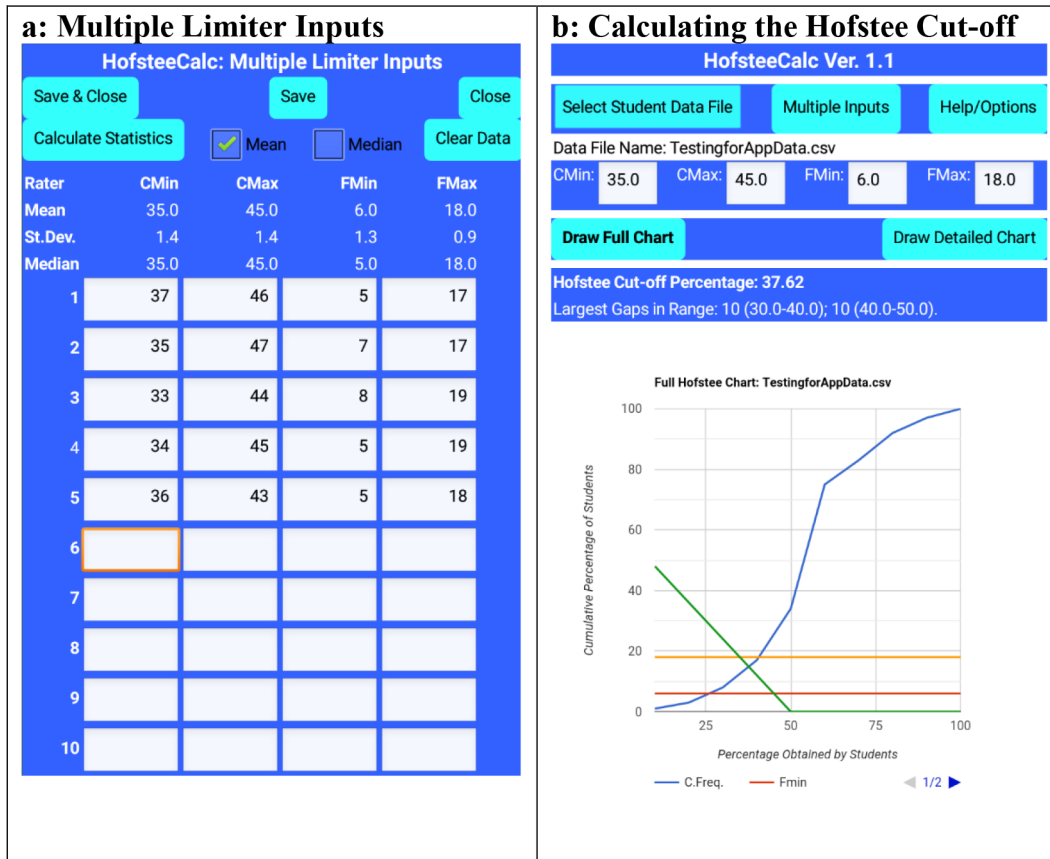 a: Multiple Limiter Inputs
HofsteeCalc: Multiple Limiter Inputs
Save & Close Save Close
Calculate Statistics Mean Median Clear Data
Rater CMin CMax FMin FMax
Mean 35.0 45.0 6.0 18.0
St.Dev. 1.4 1.4 1.3 0.9
Median 35.0 45.0 5.0 18.0
1 37 46 5 17
2 35 47 7 17
3 33 44 8 19
4 34 45 5 19
5 36 43 5 18
6
7
8
9
10
b: Calculating the Hofstee Cut-off
HofsteeCalc Ver. 1.1
Select Student Data File Multiple Inputs Help/Options
Data File Name: TestingforAppData.csv
CMin: 35.0 CMax: 45.0 FMin: 6.0 FMax: 18.0
Draw Full Chart Draw Detailed Chart
Hofstee Cut-off Percentage: 37.62
Largest Gaps in Range: 10 (30.0-40.0); 10 (40.0-50.0).
Full Hofstee Chart: TestingforAppData.csv
Cumulative Percentage of Students
100
80
60
40
20
0
25 50 75 100
Percentage Obtained by Students
C.Freq. Fmin 1/2